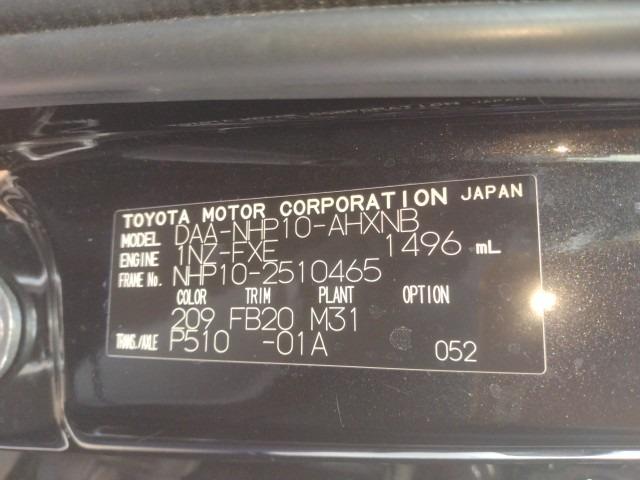 TOYOTA MOTOR CORPORATION JAPAN
MODEL DAA-NHP10-AHXNB
ENGINE 1NZ-FXE 1496 mL
FRAME No. NHP10-2510465
COLOR TRIM PLANT OPTION
209 FB20 M31
TRANS./AXLE P510 -01A 052